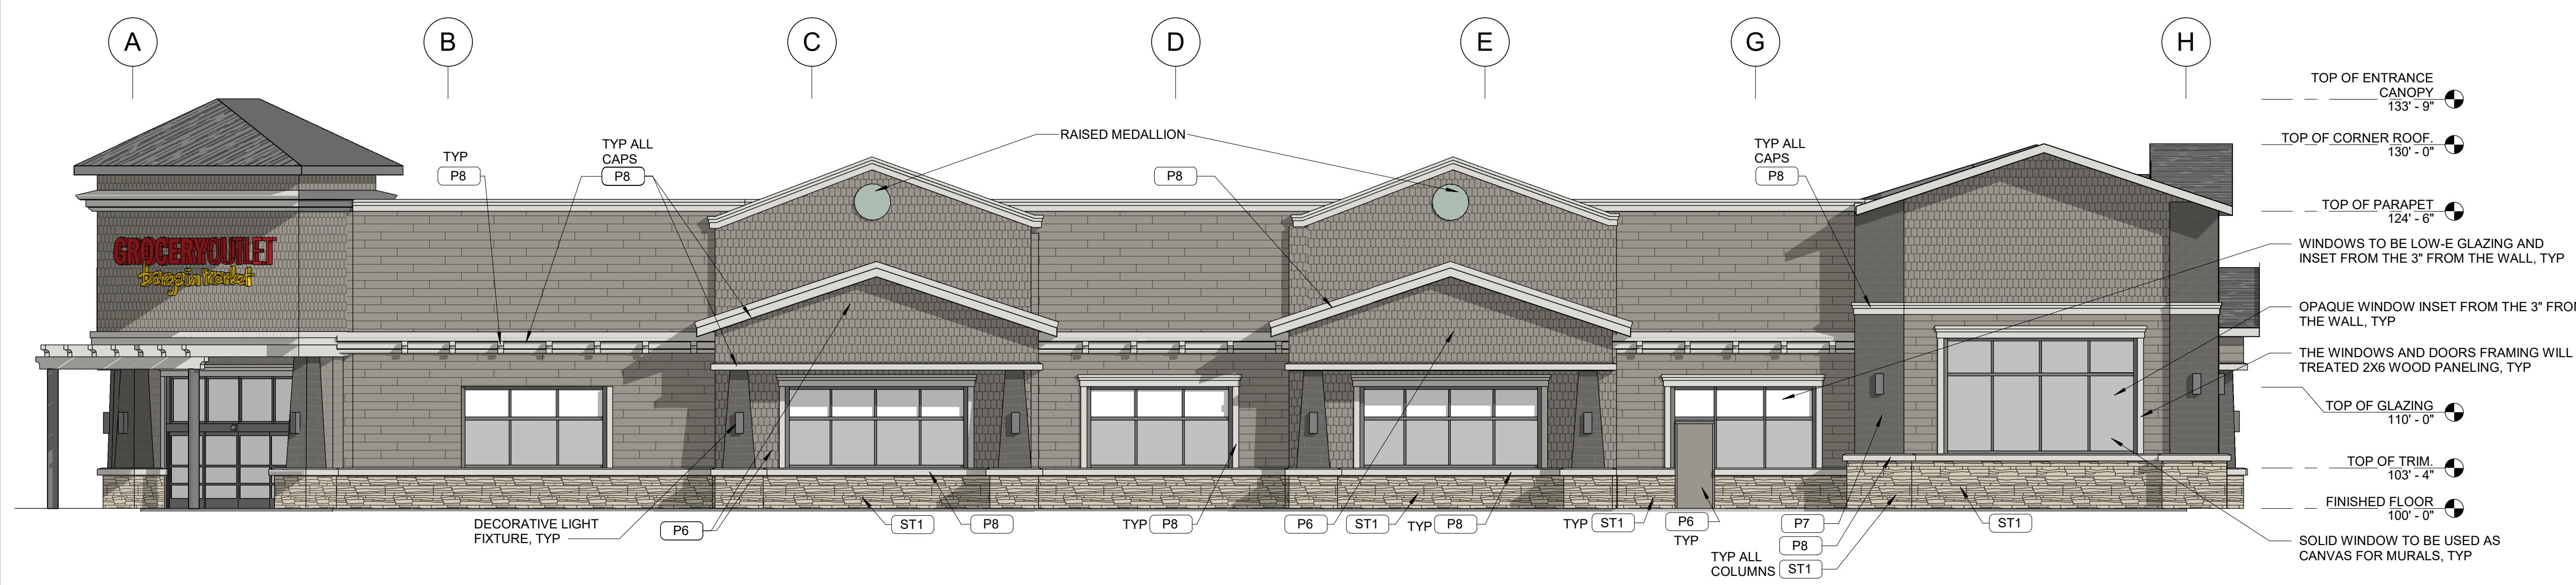 A
B
C
D
E
G
H
TOP OF ENTRANCE
CANOPY
133' - 9"
TOP OF CORNER ROOF.
130' - 0"
TOP OF PARAPET
124' - 6"
WINDOWS TO BE LOW-E GLAZING AND
INSET FROM THE 3" FROM THE WALL, TYP
OPAQUE WINDOW INSET FROM THE 3" FRO
THE WALL, TYP
THE WINDOWS AND DOORS FRAMING WILL
TREATED 2X6 WOOD PANELING, TYP
TOP OF GLAZING
110' - 0"
TOP OF TRIM.
103' - 4"
FINISHED FLOOR
100' - 0"
SOLID WINDOW TO BE USED AS
CANVAS FOR MURALS, TYP
RAISED MEDALLION
TYP
P8
TYP ALL
CAPS
P8
P8
TYP ALL
CAPS
P8
GROCERY OUTLET
bargain market
DECORATIVE LIGHT
FIXTURE, TYP
P6
ST1
P8
TYP P8
P6
ST1
TYP P8
TYP ST1
P6
TYP
P7
P8
TYP ALL
COLUMNS ST1
ST1